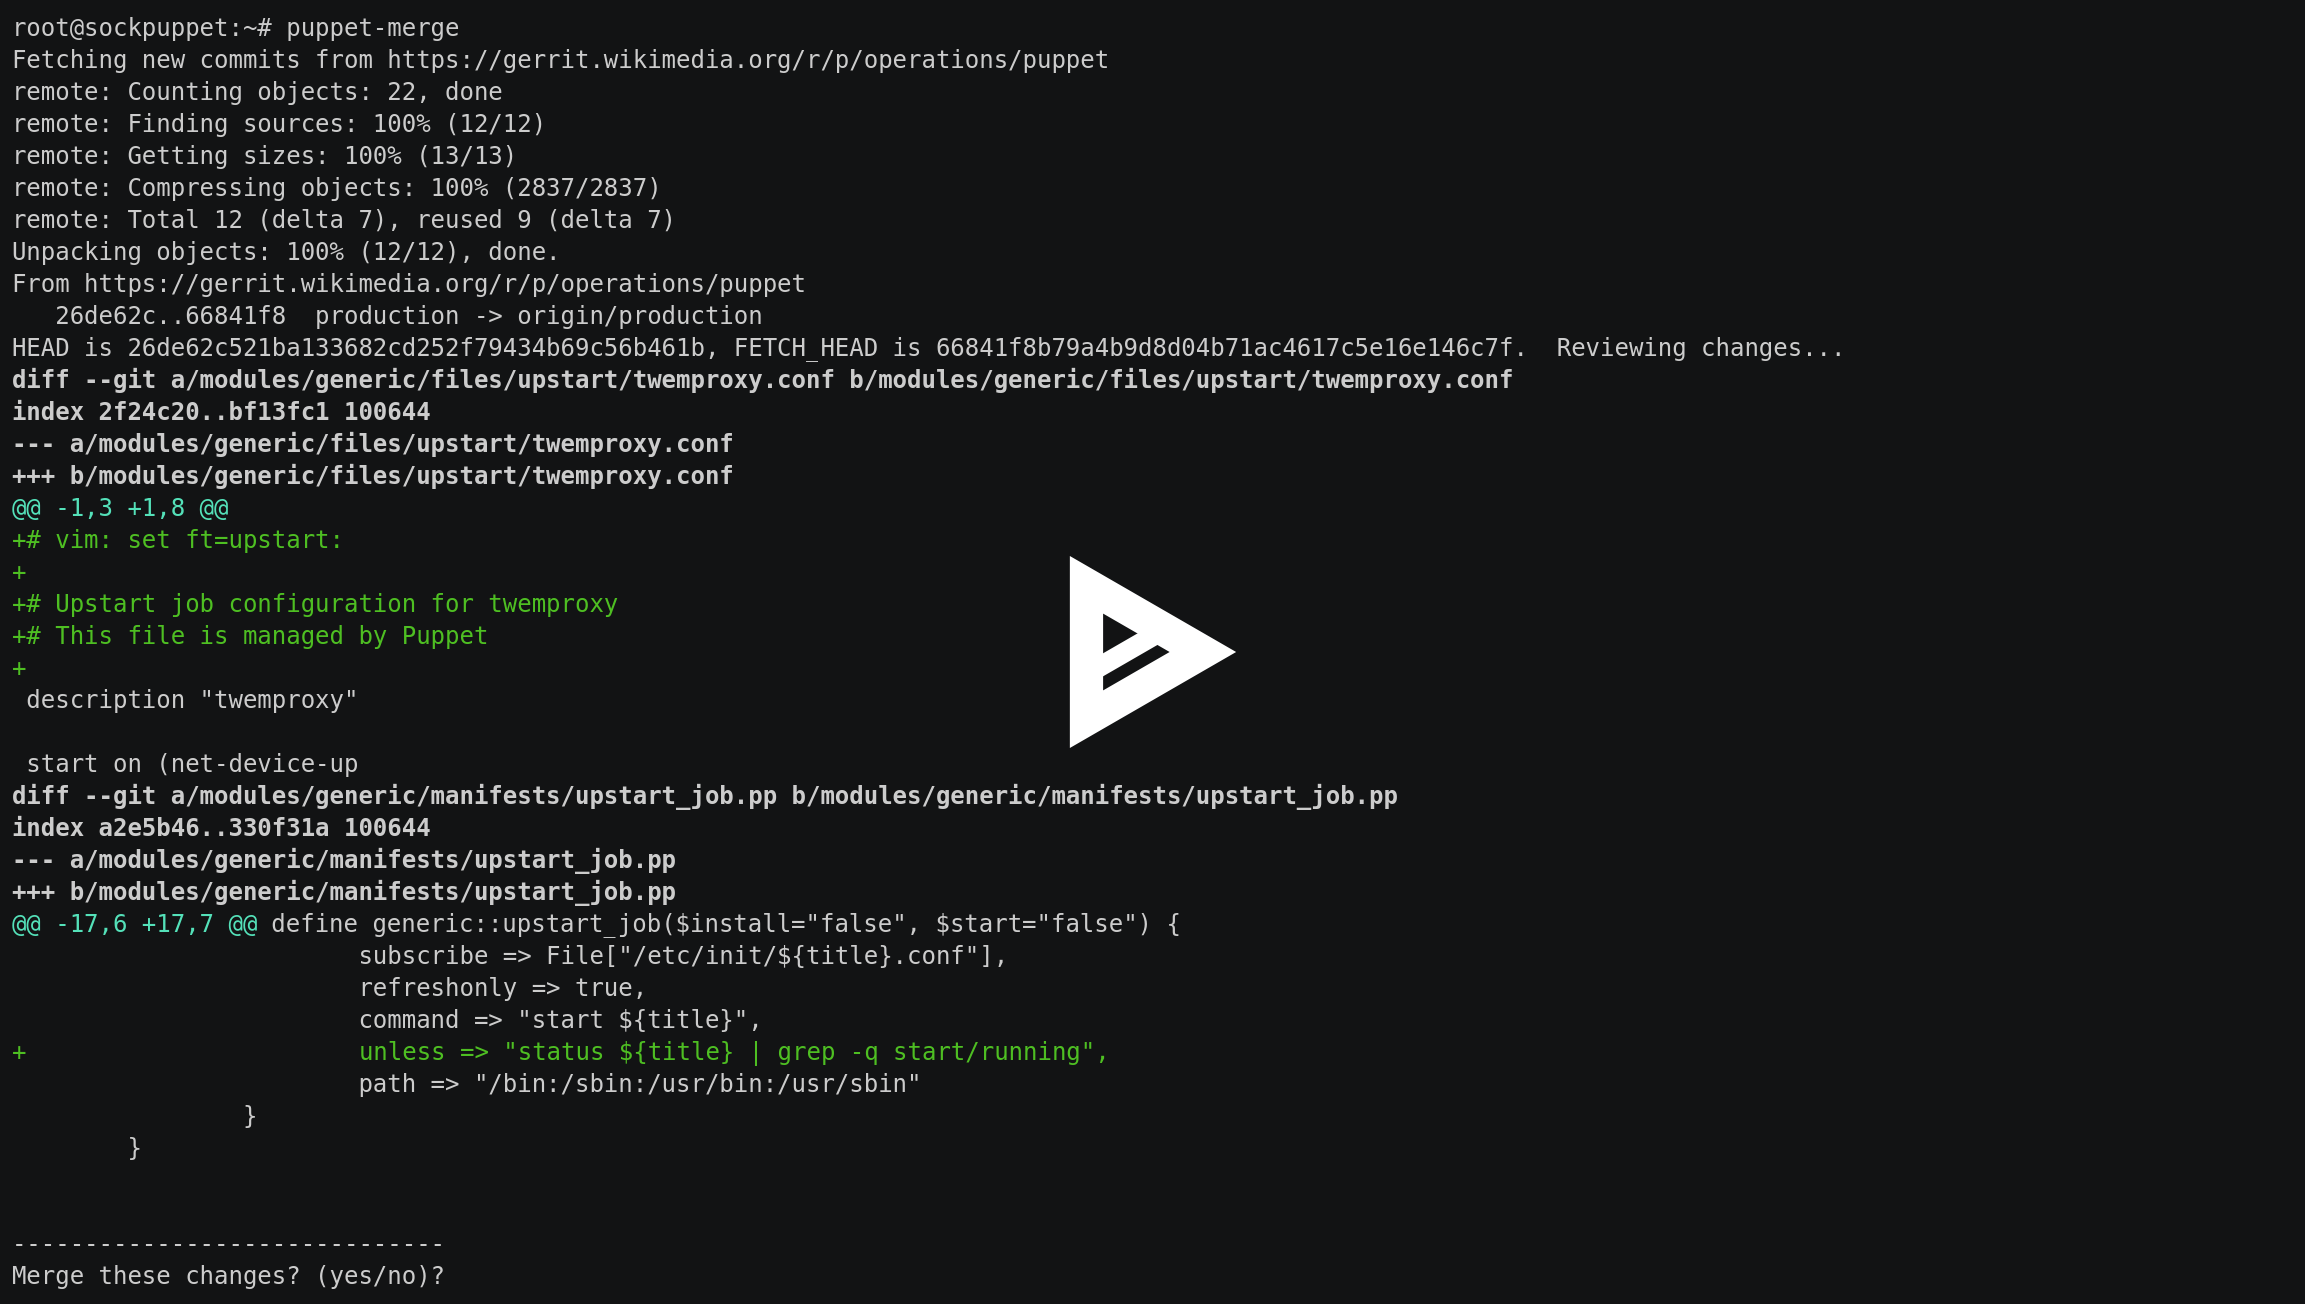 root@sockpuppet:~# puppet-merge
Fetching new commits from https://gerrit.wikimedia.org/r/p/operations/puppet
remote: Counting objects: 22, done
remote: Finding sources: 100% (12/12)
remote: Getting sizes: 100% (13/13)
remote: Compressing objects: 100% (2837/2837)
remote: Total 12 (delta 7), reused 9 (delta 7)
Unpacking objects: 100% (12/12), done.
From https://gerrit.wikimedia.org/r/p/operations/puppet
   26de62c..66841f8  production -> origin/production
HEAD is 26de62c521ba133682cd252f79434b69c56b461b, FETCH_HEAD is 66841f8b79a4b9d8d04b71ac4617c5e16e146c7f.  Reviewing changes...
diff --git a/modules/generic/files/upstart/twemproxy.conf b/modules/generic/files/upstart/twemproxy.conf
index 2f24c20..bf13fc1 100644
--- a/modules/generic/files/upstart/twemproxy.conf
+++ b/modules/generic/files/upstart/twemproxy.conf
@@ -1,3 +1,8 @@
+# vim: set ft=upstart:
+
+# Upstart job configuration for twemproxy
+# This file is managed by Puppet
+
 description "twemproxy"

 start on (net-device-up
diff --git a/modules/generic/manifests/upstart_job.pp b/modules/generic/manifests/upstart_job.pp
index a2e5b46..330f31a 100644
--- a/modules/generic/manifests/upstart_job.pp
+++ b/modules/generic/manifests/upstart_job.pp
@@ -17,6 +17,7 @@ define generic::upstart_job($install="false", $start="false") {
                        subscribe => File["/etc/init/${title}.conf"],
                        refreshonly => true,
                        command => "start ${title}",
+                       unless => "status ${title} | grep -q start/running",
                        path => "/bin:/sbin:/usr/bin:/usr/sbin"
                }
        }

------------------------------
Merge these changes? (yes/no)?